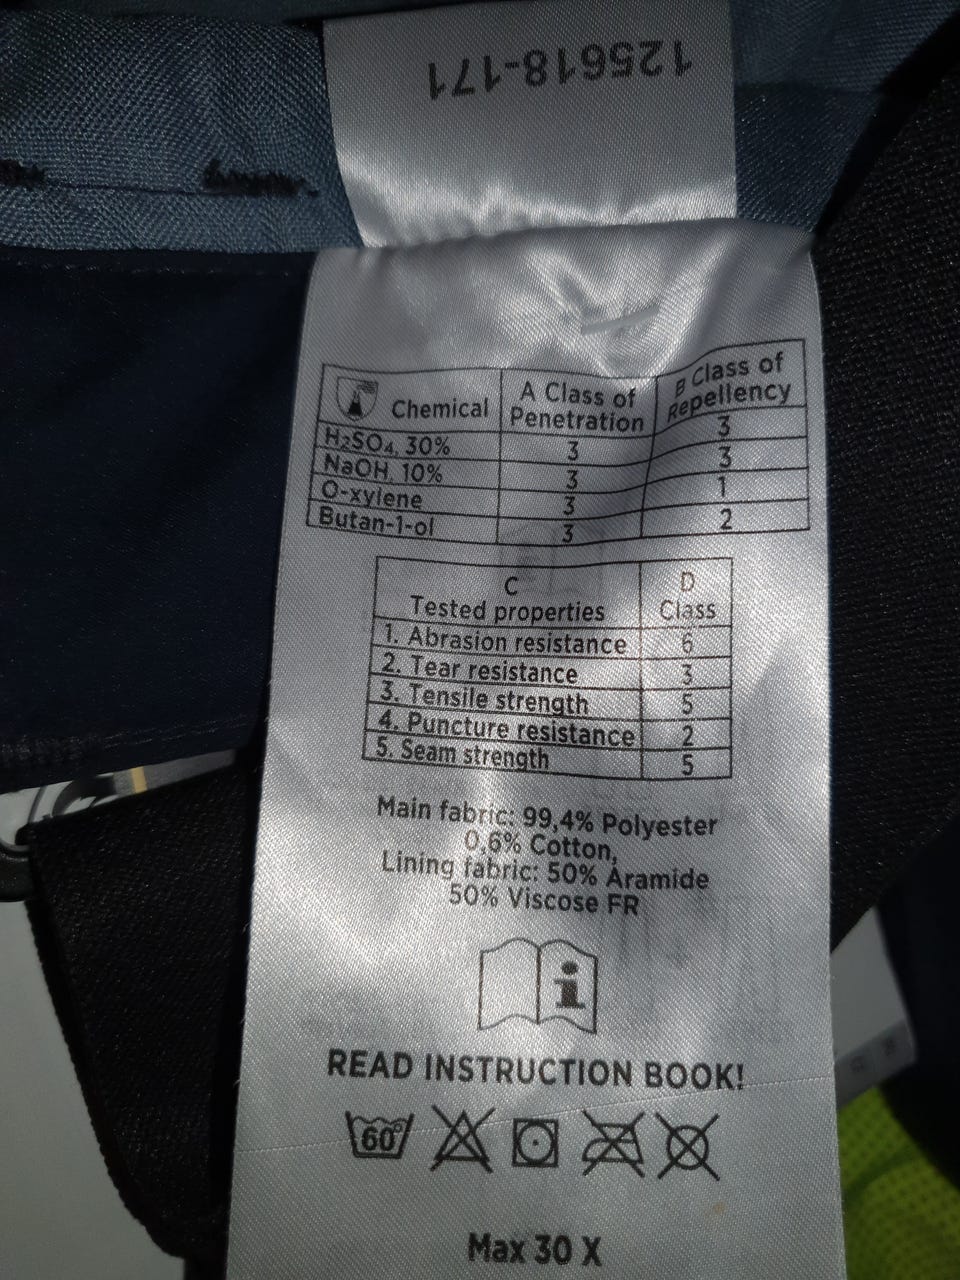 125618-171
Chemical A Class of Penetration B Class of Repellency
H₂SO₄, 30% 3 3
NaOH, 10% 3 3
O-xylene 3 1
Butan-1-ol 3 2
C Tested properties D Class
1. Abrasion resistance 6
2. Tear resistance 3
3. Tensile strength 5
4. Puncture resistance 2
5. Seam strength 5
Main fabric: 99,4% Polyester
0,6% Cotton,
Lining fabric: 50% Aramide
50% Viscose FR
i
READ INSTRUCTION BOOK!
60°
Max 30 X